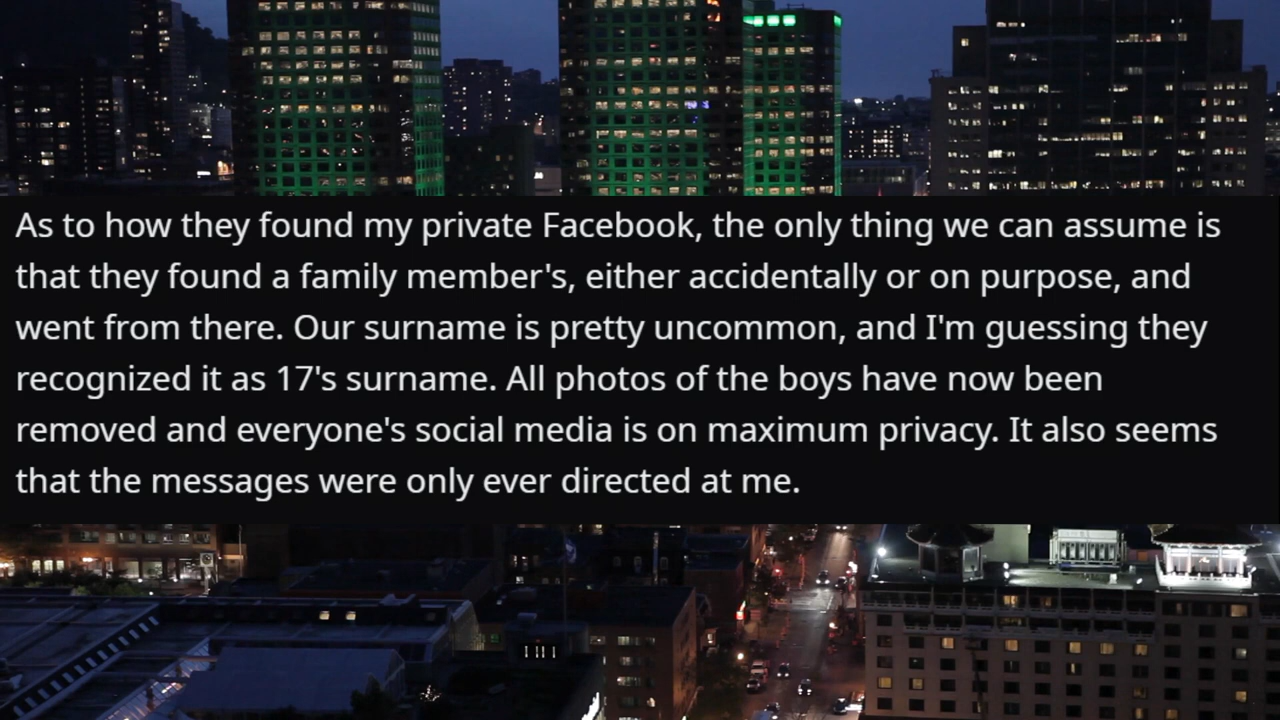 As to how they found my private Facebook, the only thing we can assume is
that they found a family member's, either accidentally or on purpose, and
went from there. Our surname is pretty uncommon, and I'm guessing they
recognized it as 17's surname. All photos of the boys have now been
removed and everyone's social media is on maximum privacy. It also seems
that the messages were only ever directed at me.